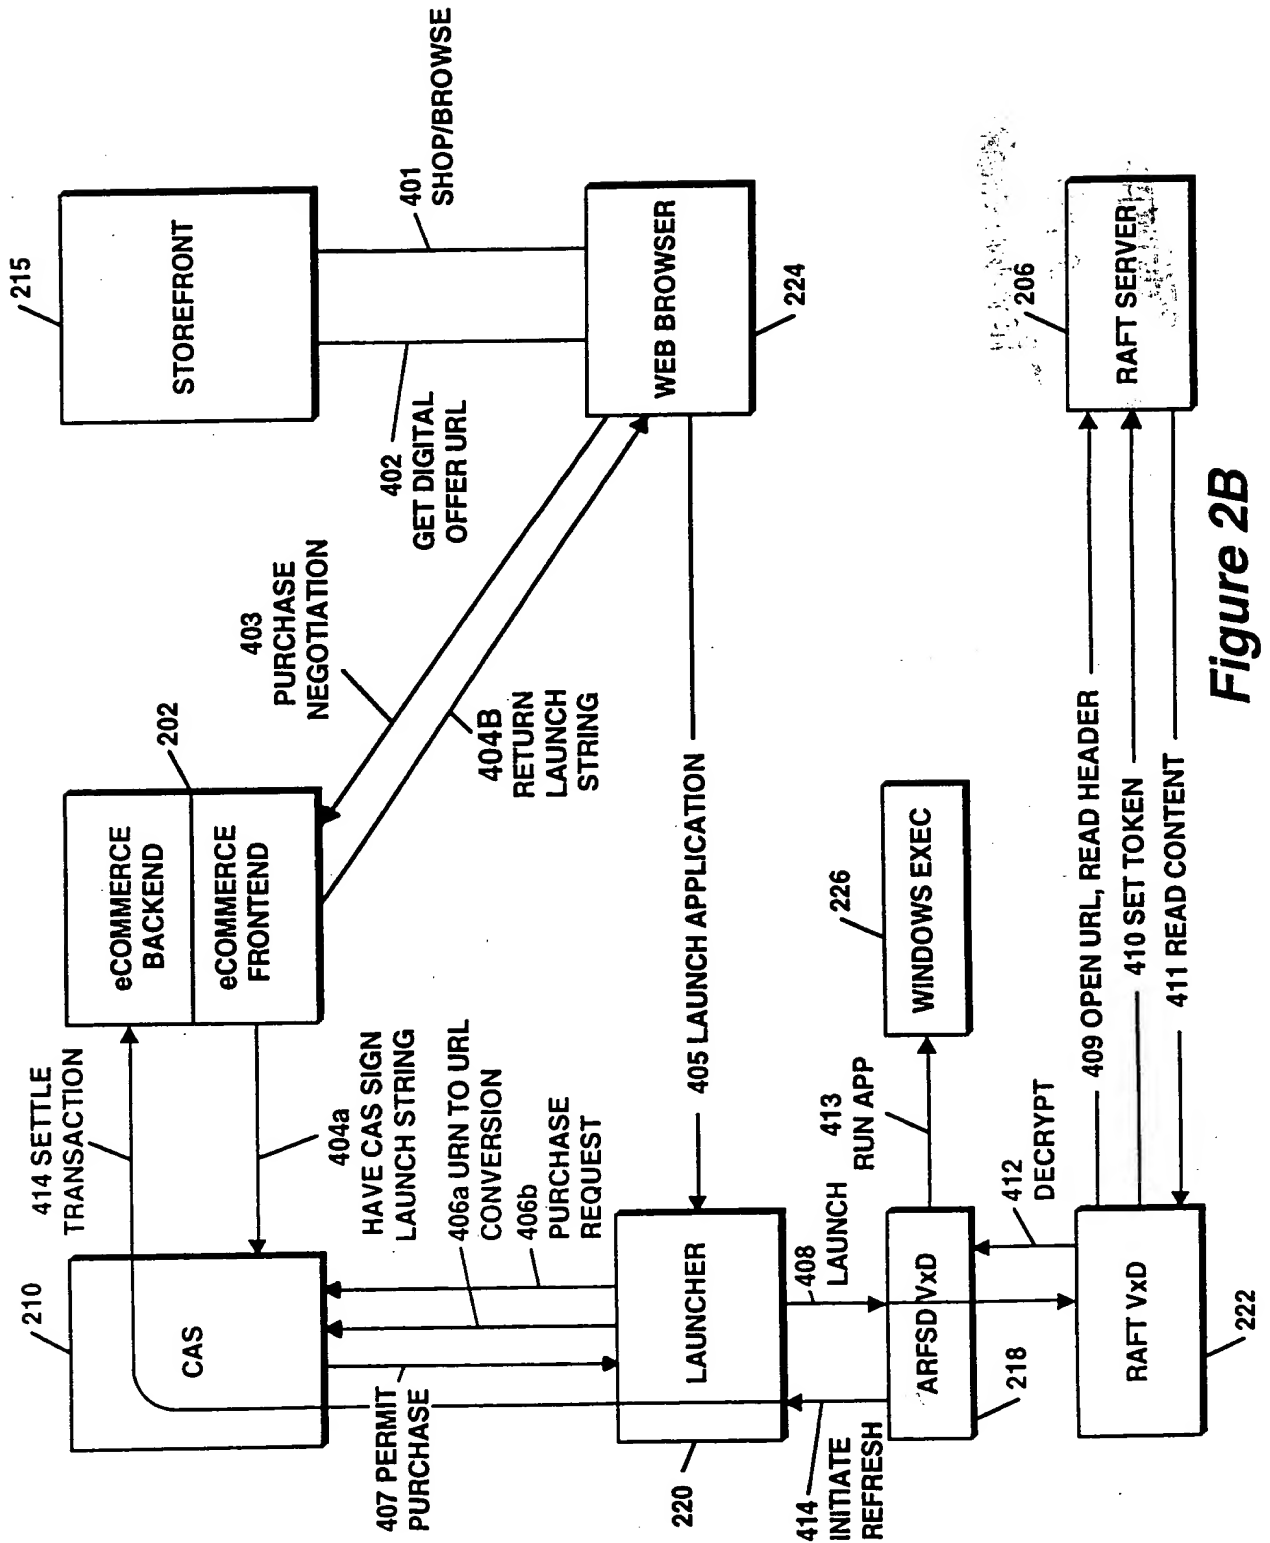 215
STOREFRONT
401
SHOP/BROWSE
402
GET DIGITAL
OFFER URL
WEB BROWSER
224
403
PURCHASE
NEGOTIATION
404B
RETURN
LAUNCH
STRING
202
eCOMMERCE
BACKEND
eCOMMERCE
FRONTEND
414 SETTLE
TRANSACTION
404a
HAVE CAS SIGN
LAUNCH STRING
406a URN TO URL
CONVERSION
406b
PURCHASE
REQUEST
210
CAS
407 PERMIT
PURCHASE
405 LAUNCH APPLICATION
LAUNCHER
220
408
LAUNCH
414
INITIATE
REFRESH
ARFSD VxD
218
413
RUN APP
226
WINDOWS EXEC
412
DECRYPT
RAFT VxD
222
409 OPEN URL, READ HEADER
410 SET TOKEN
411 READ CONTENT
206
RAFT SERVER
Figure 2B